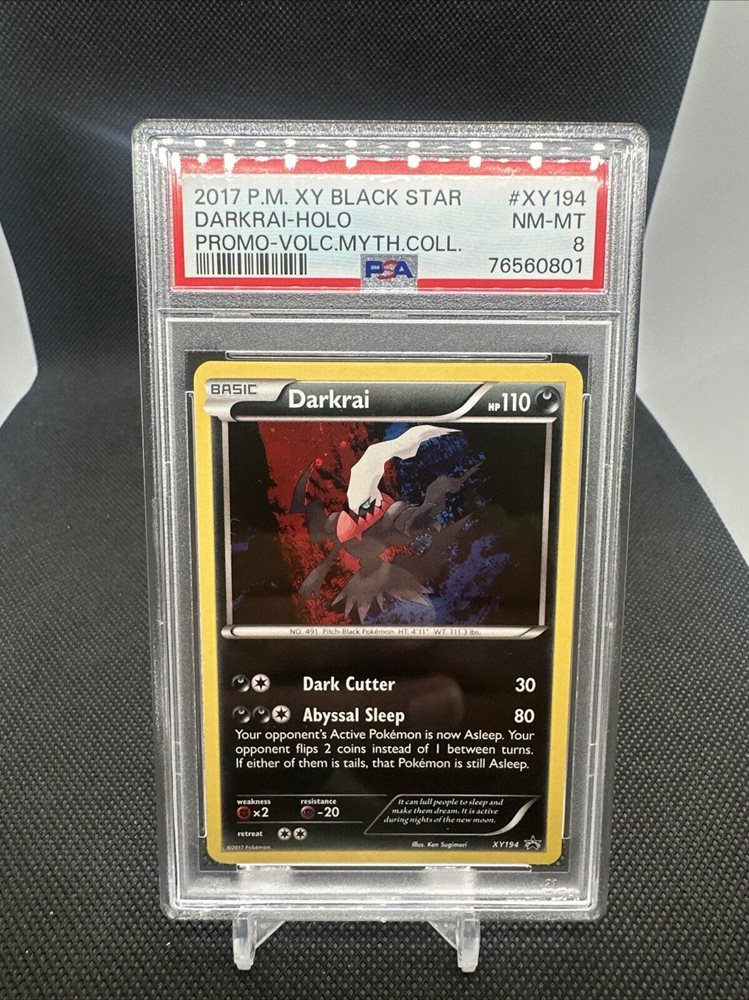 2017 P.M. XY BLACK STAR #XY194
DARKRAI-HOLO NM-MT
PROMO-VOLC.MYTH.COLL. 8
PSA 76560801
BASIC Darkrai HP110
NO. 491 Pitch-Black Pokémon HT. 4'11" WT. 111.3 lbs.
Dark Cutter 30
Abyssal Sleep 80
Your opponent's Active Pokémon is now Asleep. Your
opponent flips 2 coins instead of 1 between turns.
If either of them is tails, that Pokémon is still Asleep.
weakness resistance
×2 -20
retreat
It can lull people to sleep and
make them dream. It is active
during nights of the new moon.
©2017 Pokémon Illus. Ken Sugimori XY194